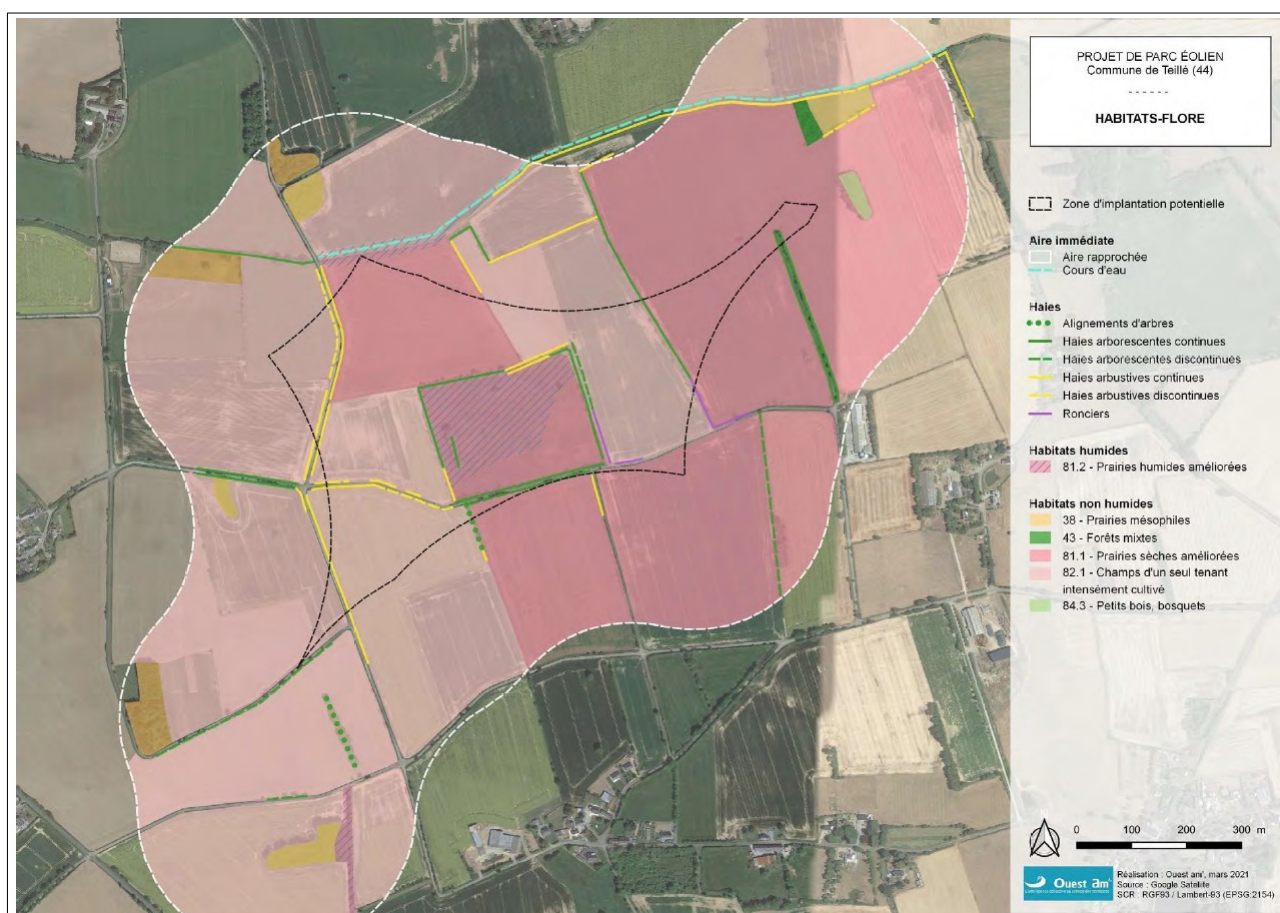 PROJET DE PARC ÉOLIEN
Commune de Teillé (44)
------
HABITATS-FLORE
Zone d'implantation potentielle
Aire immédiate
Aire rapprochée
Cours d'eau
Haies
Alignements d'arbres
Haies arborescentes continues
Haies arborescentes discontinues
Haies arbustives continues
Haies arbustives discontinues
Ronciers
Habitats humides
81.2 - Prairies humides améliorées
Habitats non humides
38 - Prairies mésophiles
43 - Forêts mixtes
81.1 - Prairies sèches améliorées
82.1 - Champs d'un seul tenant
intensément cultivé
84.3 - Petits bois, bosquets
0 100 200 300 m
Ouest am'
Réalisation : Ouest am', mars 2021
Source : Google Satellite
SCR : RGF93 / Lambert-93 (EPSG:2154)